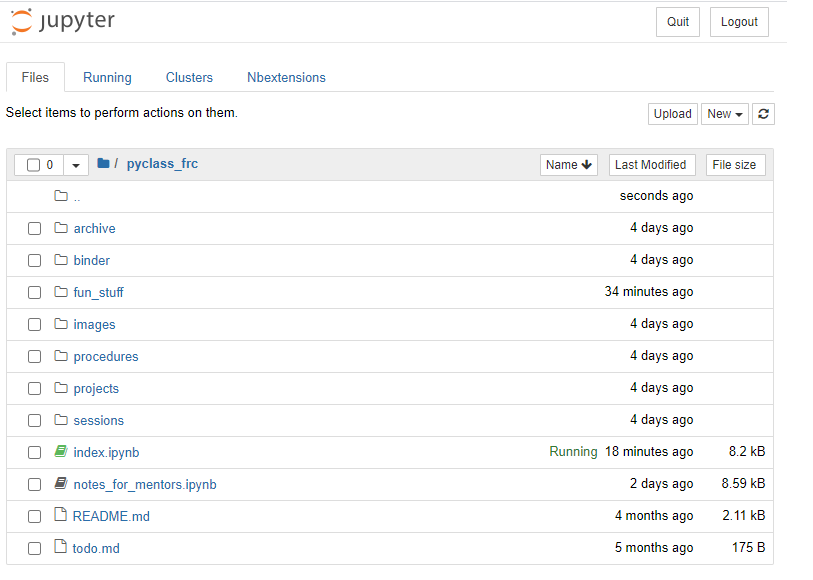 jupyter Quit Logout
Files Running Clusters Nbextensions
Select items to perform actions on them. Upload New
0 / pyclass_frc Name Last Modified File size
.. seconds ago
archive 4 days ago
binder 4 days ago
fun_stuff 34 minutes ago
images 4 days ago
procedures 4 days ago
projects 4 days ago
sessions 4 days ago
index.ipynb Running 18 minutes ago 8.2 kB
notes_for_mentors.ipynb 2 days ago 8.59 kB
README.md 4 months ago 2.11 kB
todo.md 5 months ago 175 B